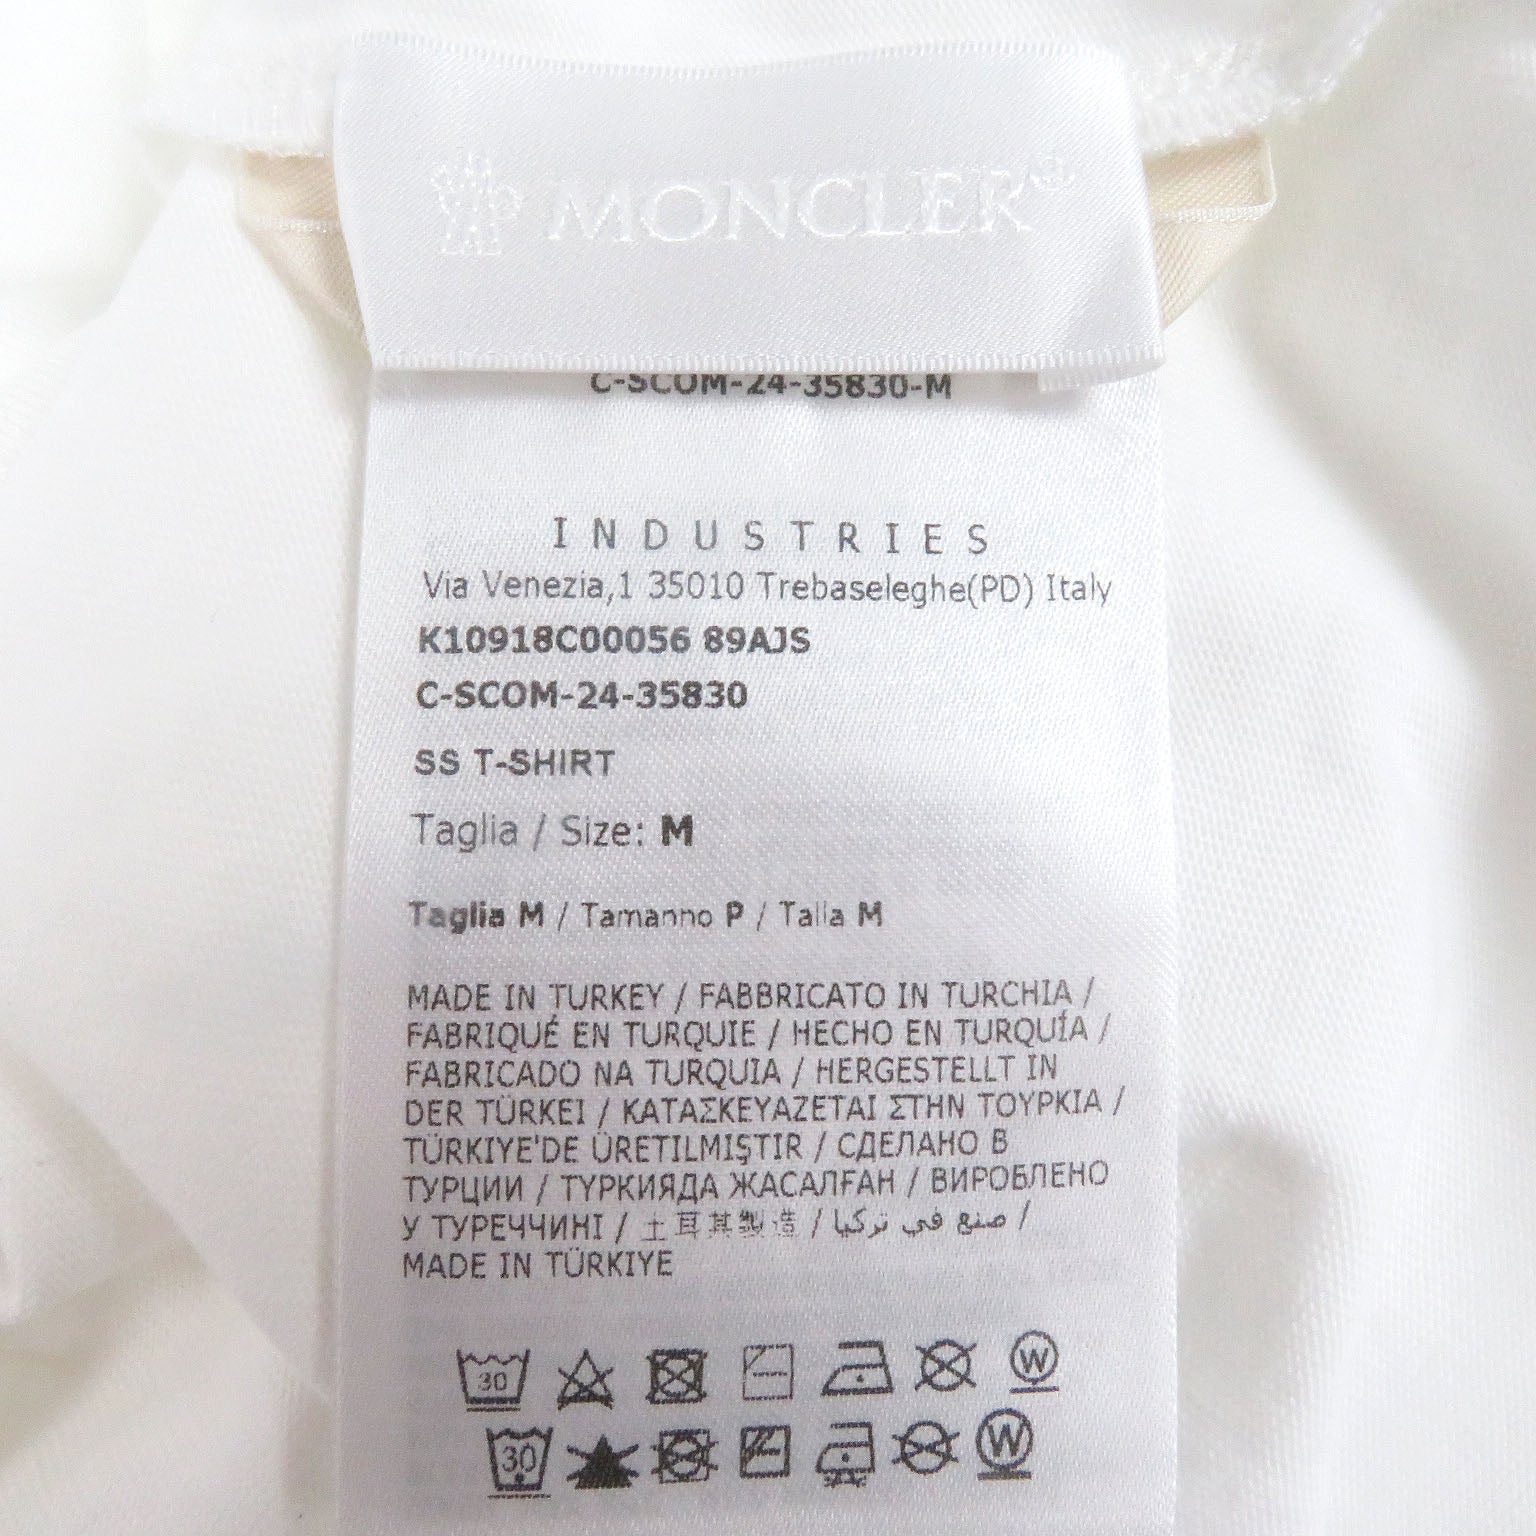 MONCLER
C-SCOM-24-35830-M
INDUSTRIES
Via Venezia,1 35010 Trebaseleghe(PD) Italy
K10918C00056 89AJS
C-SCOM-24-35830
SS T-SHIRT
Taglia / Size: M
Taglia M / Tamanho P / Talla M
MADE IN TURKEY / FABBRICATO IN TURCHIA /
FABRIQUÉ EN TURQUIE / HECHO EN TURQUÍA /
FABRICADO NA TURQUIA / HERGESTELLT IN
DER TÜRKEI / ΚΑΤΑΣΚΕΥΑΖΕΤΑΙ ΣΤΗΝ ΤΟΥΡΚΙΑ /
TÜRKIYE'DE ÜRETILMIŞTIR / СДЕЛАНО В
ТУРЦИИ / ТҮРКИЯДА ЖАСАЛҒАН / ВИРОБЛЕНО
У ТУРЕЧЧИНІ / 土耳其製造 / صنع في تركيا /
MADE IN TÜRKIYE
30 W
30 W